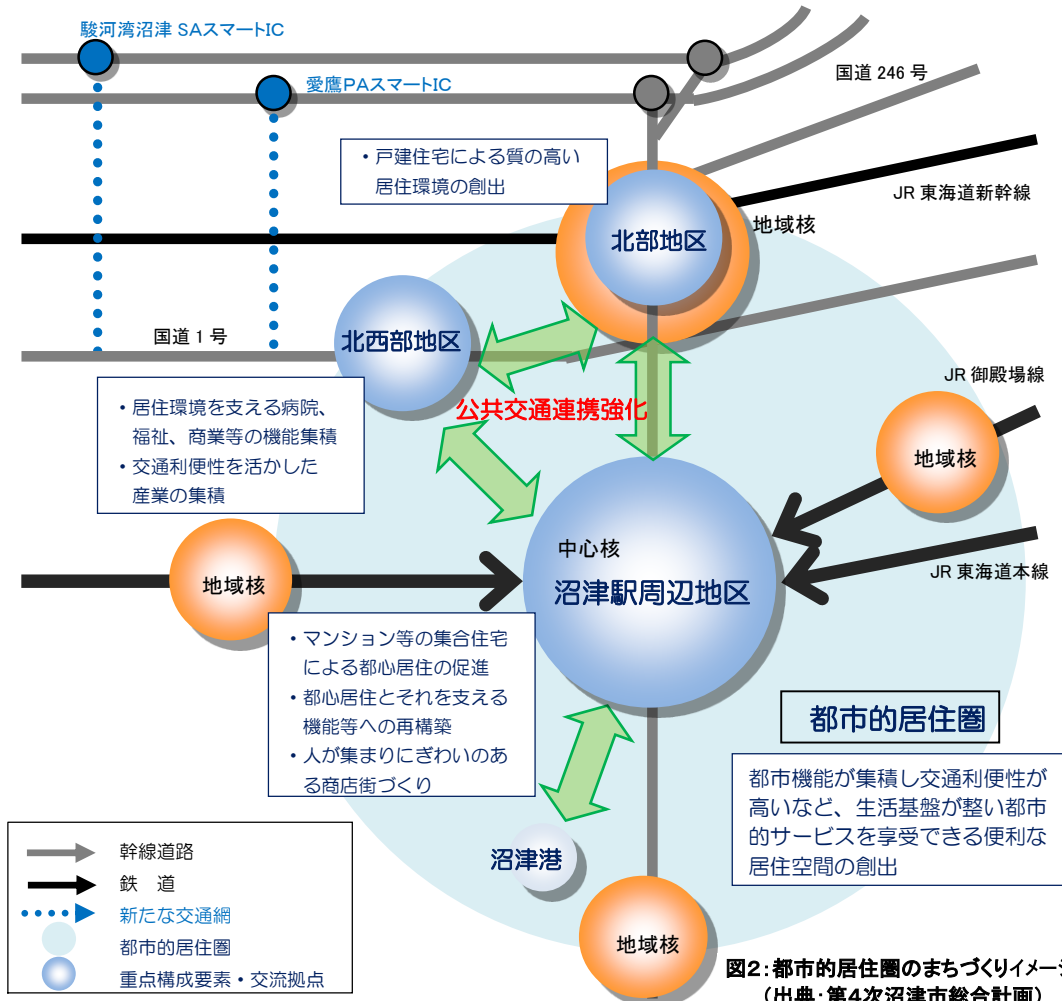 駿河湾沼津 SAスマートIC
愛鷹PAスマートIC
国道 246 号
・戸建住宅による質の高い
居住環境の創出
JR 東海道新幹線
地域核
北部地区
国道 1 号
北西部地区
JR 御殿場線
・居住環境を支える病院、
福祉、商業等の機能集積
・交通利便性を活かした
産業の集積
公共交通連携強化
地域核
中心核
沼津駅周辺地区
JR 東海道本線
地域核
・マンション等の集合住宅
による都心居住の促進
・都心居住とそれを支える
機能等への再構築
・人が集まりにぎわいのあ
る商店街づくり
都市的居住圏
都市機能が集積し交通利便性が
高いなど、生活基盤が整い都市
的サービスを享受できる便利な
居住空間の創出
沼津港
地域核
幹線道路
鉄 道
新たな交通網
都市的居住圏
重点構成要素・交流拠点
図2:都市的居住圏のまちづくりイメージ
(出典:第4次沼津市総合計画)